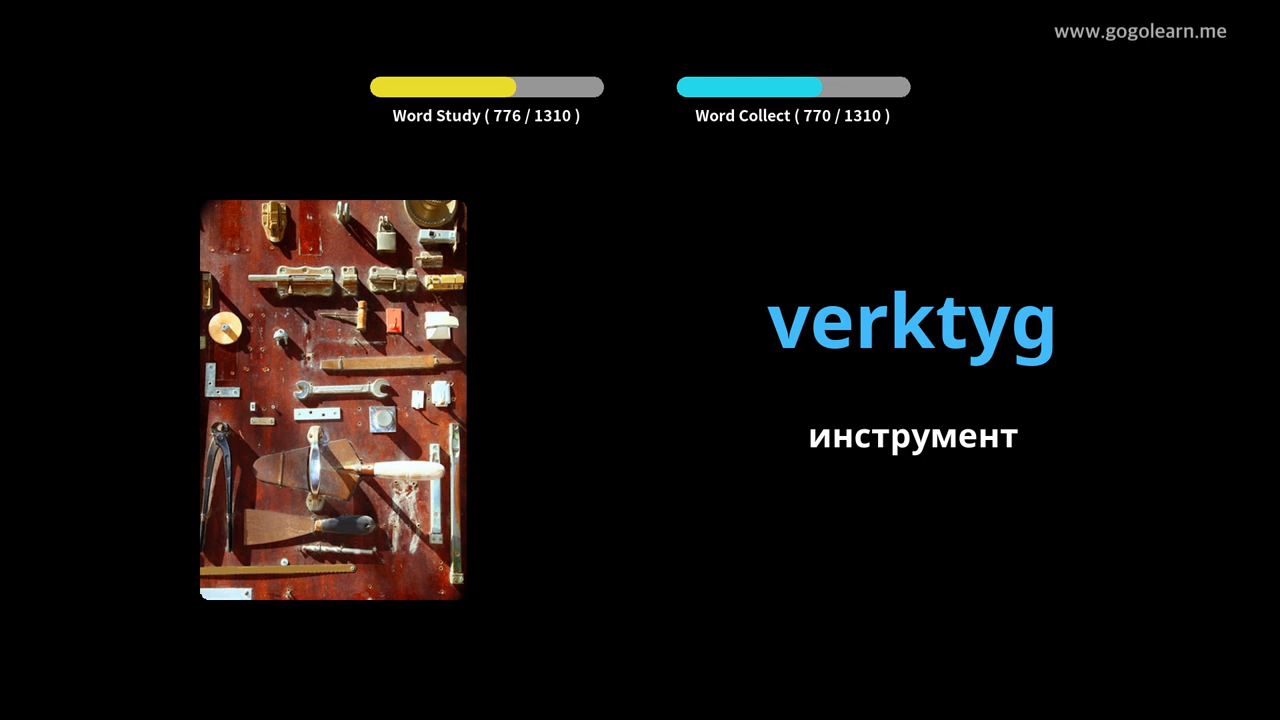 www.gogolearn.me
Word Study ( 776 / 1310 )
Word Collect ( 770 / 1310 )
verktyg
инструмент